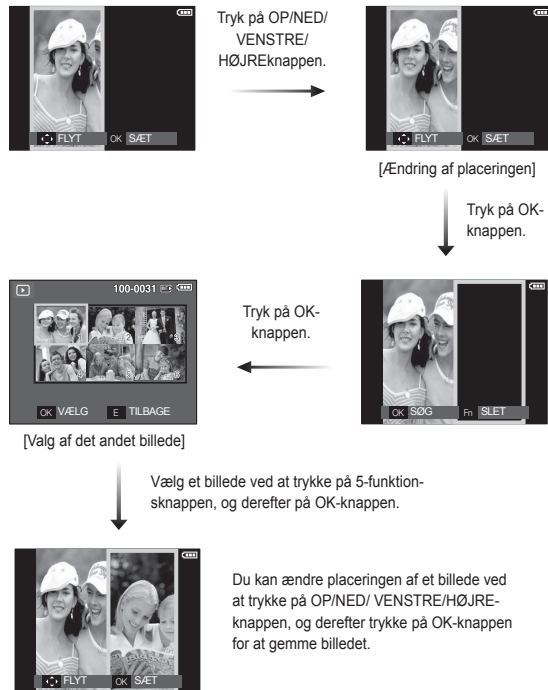 Tryk på OP/NED/
VENSTRE/
HØJREknappen.
FLYT OK SÆT
FLYT OK SÆT
[Ændring af placeringen]
Tryk på OK-
knappen.
100-0031
OK VÆLG E TILBAGE
[Valg af det andet billede]
Tryk på OK-
knappen.
OK SØG Fn SLET
Vælg et billede ved at trykke på 5-funktion-
sknappen, og derefter på OK-knappen.
FLYT OK SÆT
Du kan ændre placeringen af et billede ved
at trykke på OP/NED/ VENSTRE/HØJRE-
knappen, og derefter trykke på OK-knappen
for at gemme billedet.